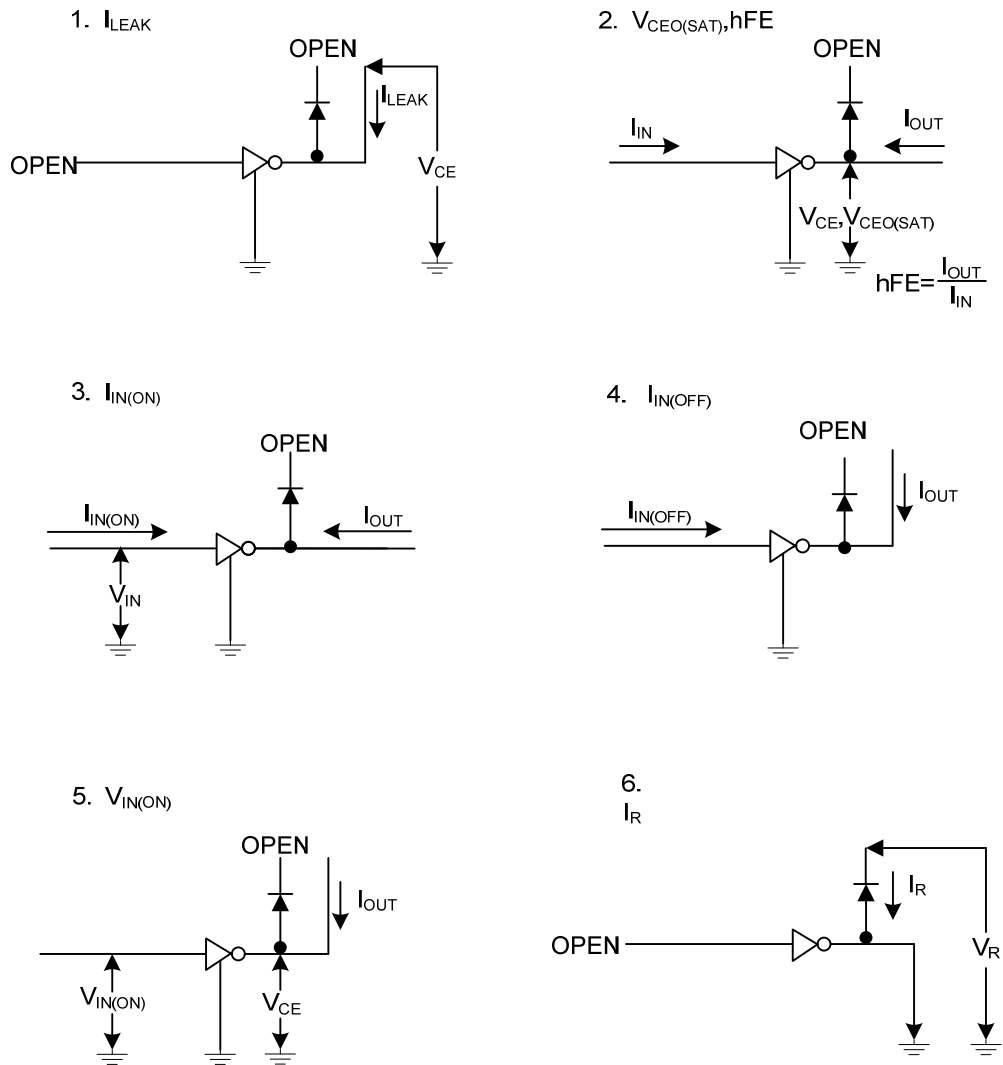 1. ILEAK
OPEN
ILEAK
OPEN
VCE
2. VCEO(SAT),hFE
OPEN
IIN
IOUT
VCE,VCEO(SAT)
hFE=IOUT
IIN
3. IIN(ON)
OPEN
IIN(ON)
IOUT
VIN
4. IIN(OFF)
OPEN
IIN(OFF)
IOUT
5. VIN(ON)
OPEN
IOUT
VIN(ON)
VCE
6.
IR
IR
OPEN
VR